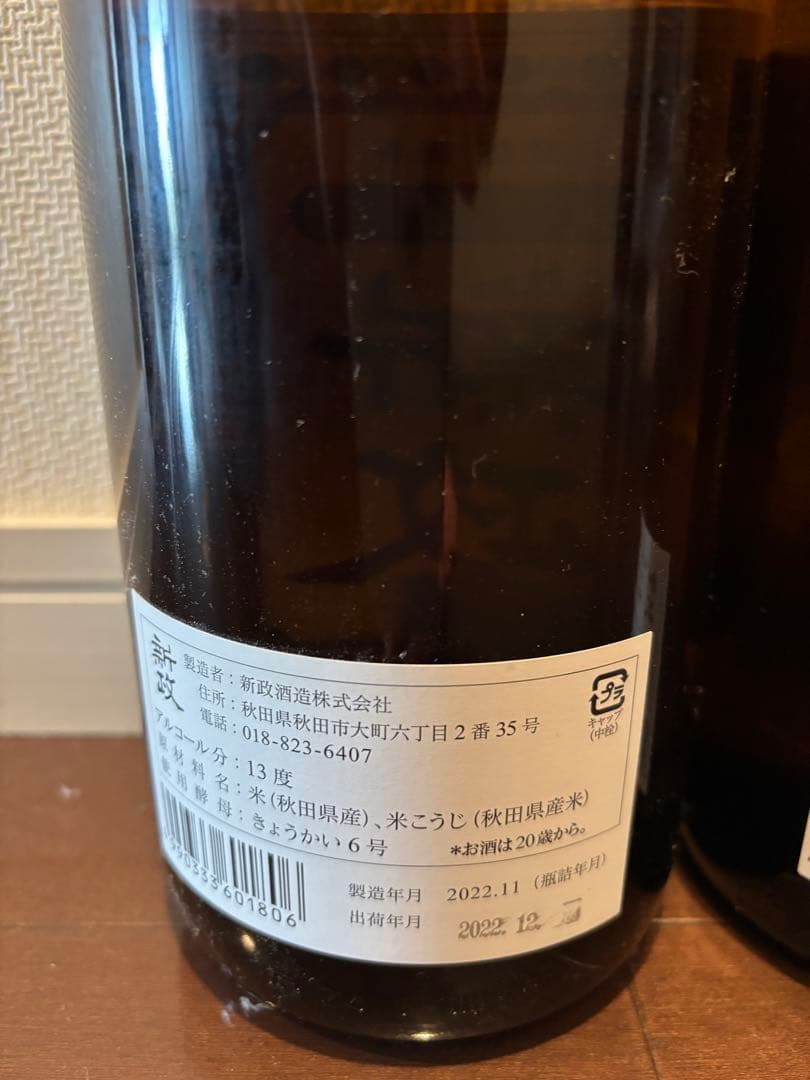 新政
製造者：新政酒造株式会社
住所：秋田県秋田市大町六丁目2番35号
電話：018-823-6407
アルコール分：13度
原材料名：米（秋田県産）、米こうじ（秋田県産米）
使用酵母：きょうかい6号
*お酒は20歳から。
プラ
キャップ
（中栓）
製造年月 2022.11（瓶詰年月）
出荷年月 2022.12
990333 601806